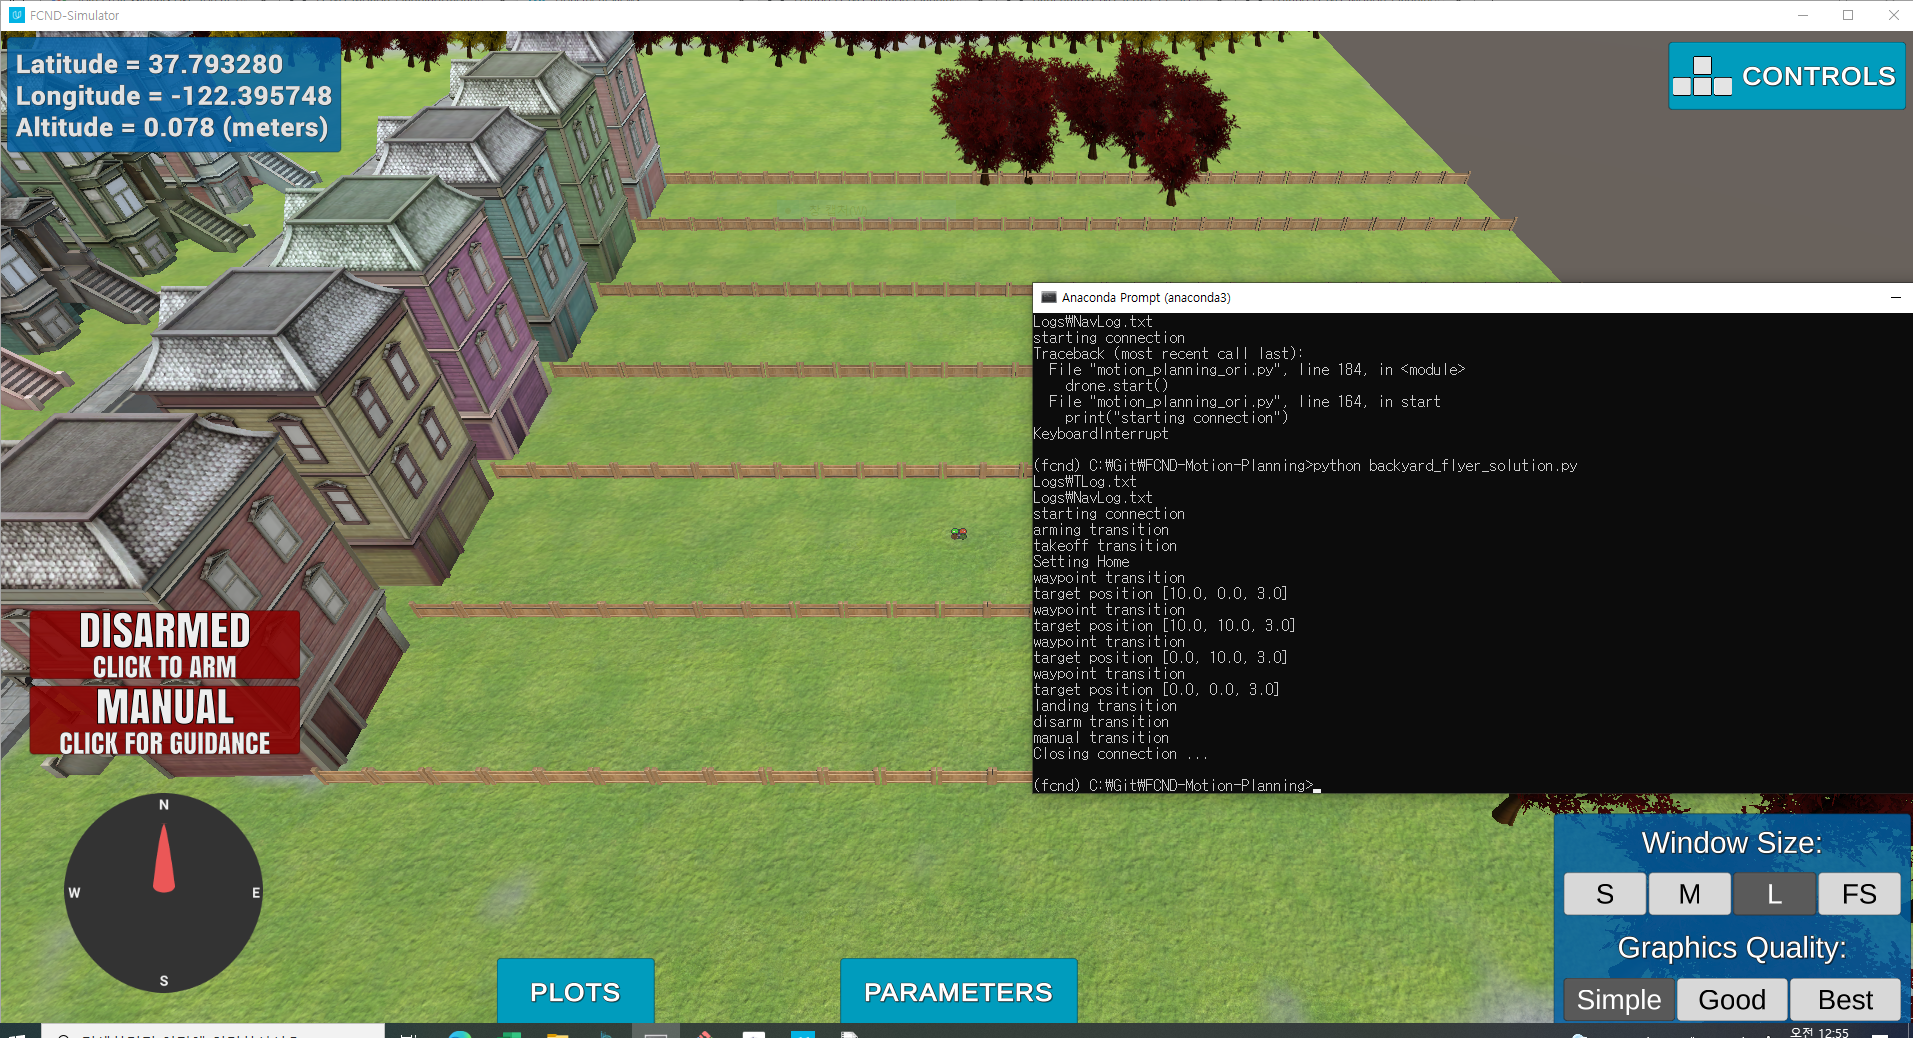 FCND-Simulator
Latitude = 37.793280
Longitude = -122.395748
Altitude = 0.078 (meters)
CONTROLS
Anaconda Prompt (anaconda3)
Logs₩NavLog.txt
starting connection
Traceback (most recent call last):
File "motion_planning_ori.py", line 184, in <module>
drone.start()
File "motion_planning_ori.py", line 164, in start
print("starting connection")
KeyboardInterrupt
(fcnd) C:₩Git₩FCND-Motion-Planning>python backyard_flyer_solution.py
Logs₩TLog.txt
Logs₩NavLog.txt
starting connection
arming transition
takeoff transition
Setting Home
waypoint transition
target position [10.0, 0.0, 3.0]
waypoint transition
target position [10.0, 10.0, 3.0]
waypoint transition
target position [0.0, 10.0, 3.0]
waypoint transition
target position [0.0, 0.0, 3.0]
landing transition
disarm transition
manual transition
Closing connection ...
(fcnd) C:₩Git₩FCND-Motion-Planning>
DISARMED
CLICK TO ARM
MANUAL
CLICK FOR GUIDANCE
N
W
E
S
PLOTS
PARAMETERS
Window Size:
S M L FS
Graphics Quality:
Simple Good Best
오전 12:55